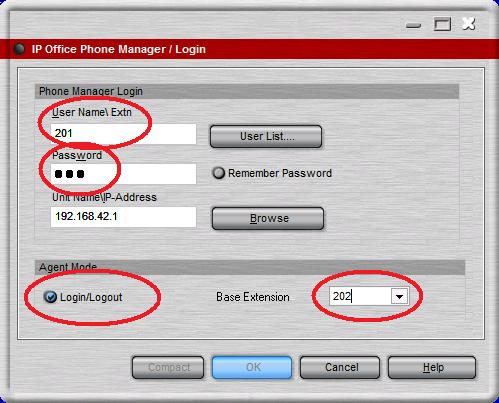 IP Office Phone Manager / Login
Phone Manager Login
User Name\ Extn
201
User List....
Password
●●●
Remember Password
Unit Name\IP-Address
192.168.42.1
Browse
Agent Mode
Login/Logout
Base Extension
202
Compact
OK
Cancel
Help